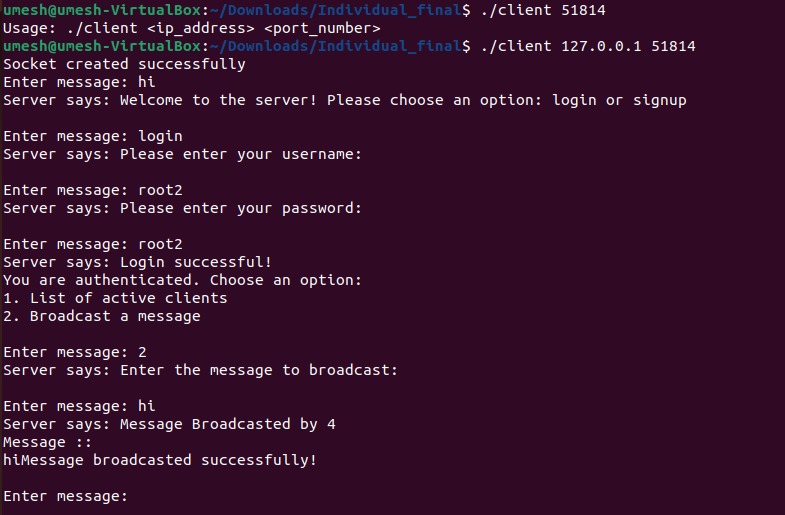 umesh@umesh-VirtualBox:~/Downloads/Individual_final$ ./client 51814
Usage: ./client <ip_address> <port_number>
umesh@umesh-VirtualBox:~/Downloads/Individual_final$ ./client 127.0.0.1 51814
Socket created successfully
Enter message: hi
Server says: Welcome to the server! Please choose an option: login or signup
Enter message: login
Server says: Please enter your username:
Enter message: root2
Server says: Please enter your password:
Enter message: root2
Server says: Login successful!
You are authenticated. Choose an option:
1. List of active clients
2. Broadcast a message
Enter message: 2
Server says: Enter the message to broadcast:
Enter message: hi
Server says: Message Broadcasted by 4
Message ::
hiMessage broadcasted successfully!
Enter message: